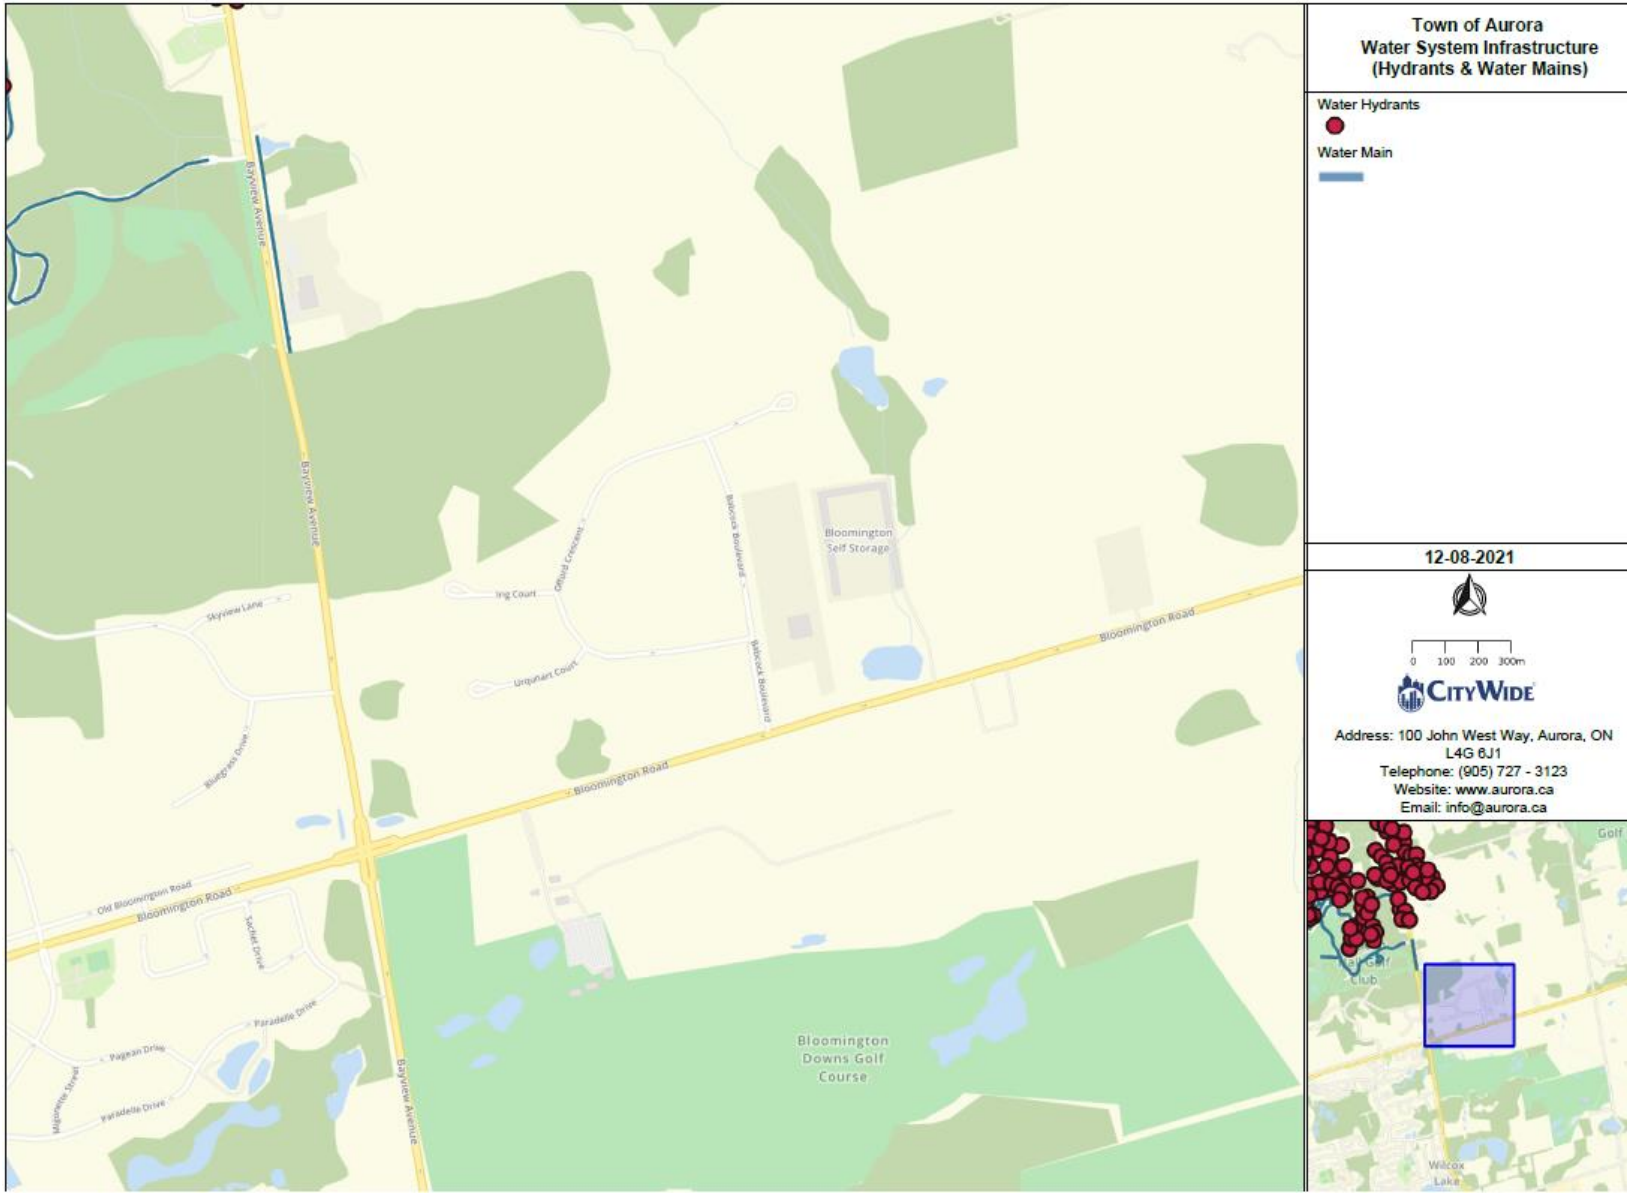 Town of Aurora
Water System Infrastructure
(Hydrants & Water Mains)
Water Hydrants
Water Main
12-08-2021
0 100 200 300m
CITYWIDE
Address: 100 John West Way, Aurora, ON
L4G 6J1
Telephone: (905) 727 - 3123
Website: www.aurora.ca
Email: info@aurora.ca
Golf
Club
Wilcox
Lake
Bayview Avenue
Bayview Avenue
Babcock Boulevard
Bloomington
Self Storage
Offord Crescent
Ing Court
Skyview Lane
Bloomington Road
Babcock Boulevard
Urquhart Court
Bluegrass Drive
Bloomington Road
Old Bloomington Road
Bloomington Road
Sachet Drive
Paradelle Drive
Pagean Drive
Bloomington
Downs Golf
Course
Mignonette Street
Paradelle Drive
Bayview Avenue